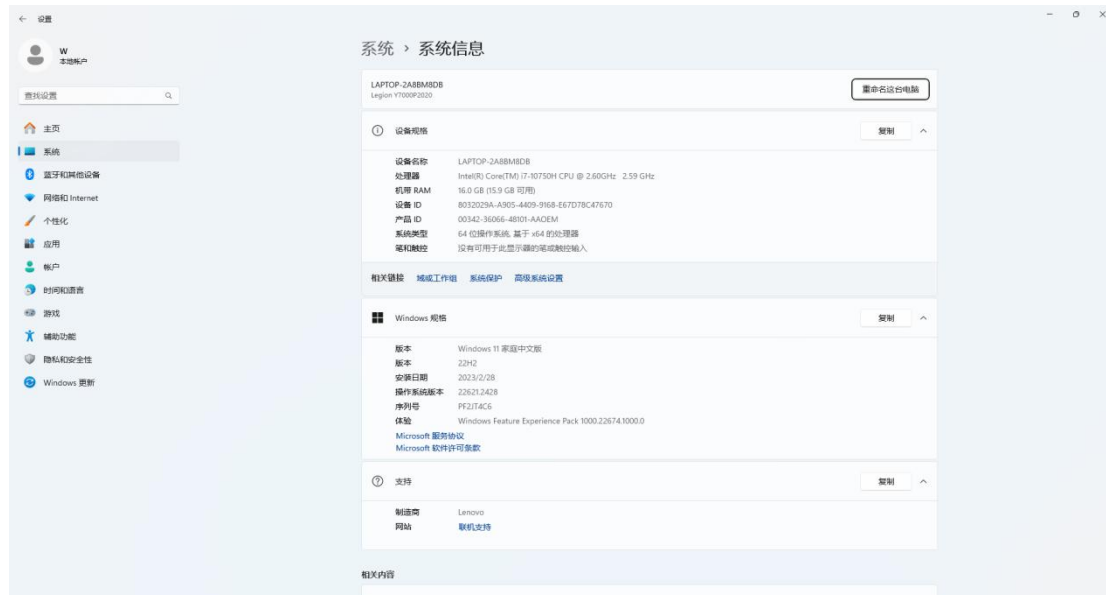 设置
W
本地帐户
查找设置
主页
系统
蓝牙和其他设备
网络和 Internet
个性化
应用
帐户
时间和语言
游戏
辅助功能
隐私和安全性
Windows 更新
系统 › 系统信息
LAPTOP-2A8BM8DB
Legion Y7000P2020
重命名这台电脑
设备规格
复制
设备名称 LAPTOP-2A8BM8DB
处理器 Intel(R) Core(TM) i7-10750H CPU @ 2.60GHz 2.59 GHz
机带 RAM 16.0 GB (15.9 GB 可用)
设备 ID 8032029A-A905-4409-9168-E67D78C47670
产品 ID 00342-36066-48101-AAOEM
系统类型 64 位操作系统, 基于 x64 的处理器
笔和触控 没有可用于此显示器的笔或触控输入
相关链接 域或工作组 系统保护 高级系统设置
Windows 规格
复制
版本 Windows 11 家庭中文版
版本 22H2
安装日期 2023/2/28
操作系统版本 22621.2428
序列号 PF2JT4C6
体验 Windows Feature Experience Pack 1000.22674.1000.0
Microsoft 服务协议
Microsoft 软件许可条款
支持
复制
制造商 Lenovo
网站 联机支持
相关内容